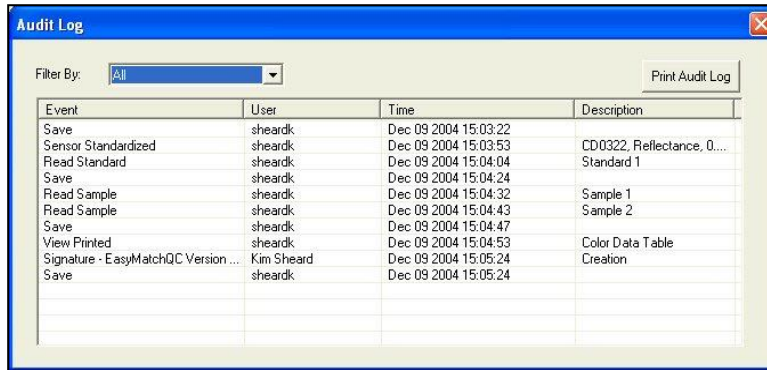 Audit Log
Filter By: All Print Audit Log
Event User Time Description
Save sheardk Dec 09 2004 15:03:22
Sensor Standardized sheardk Dec 09 2004 15:03:53 CD0322, Reflectance, 0....
Read Standard sheardk Dec 09 2004 15:04:04 Standard 1
Save sheardk Dec 09 2004 15:04:24
Read Sample sheardk Dec 09 2004 15:04:32 Sample 1
Read Sample sheardk Dec 09 2004 15:04:43 Sample 2
Save sheardk Dec 09 2004 15:04:47
View Printed sheardk Dec 09 2004 15:04:53 Color Data Table
Signature - EasyMatchQC Version ... Kim Sheard Dec 09 2004 15:05:24 Creation
Save sheardk Dec 09 2004 15:05:24